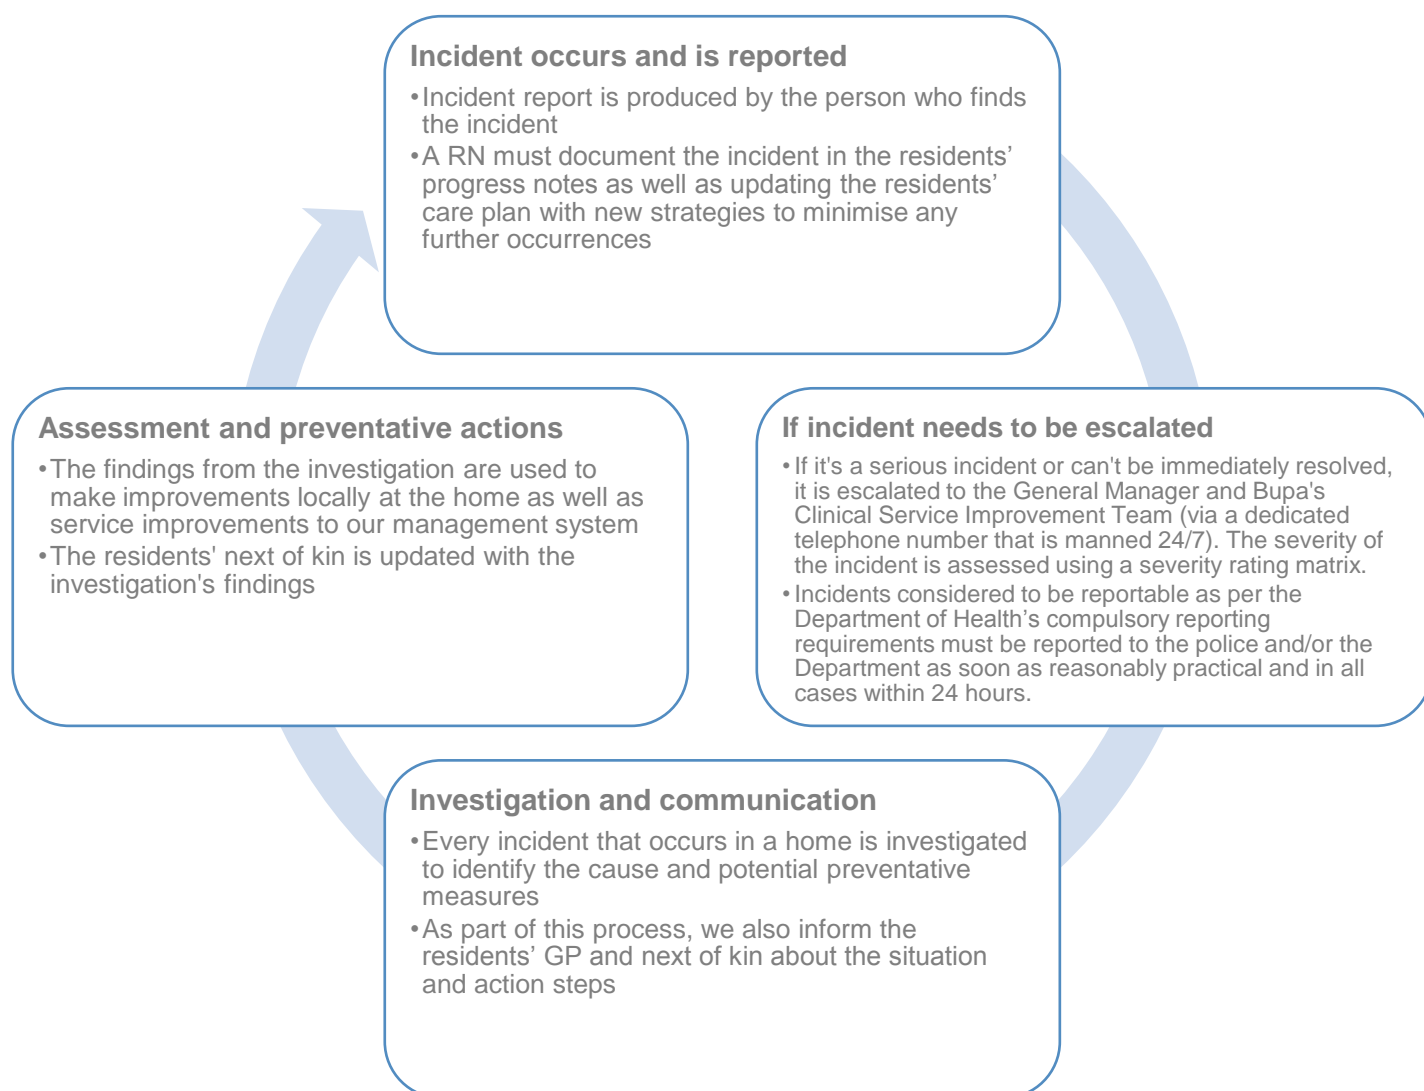 Incident occurs and is reported
•Incident report is produced by the person who finds
the incident
•A RN must document the incident in the residents’
progress notes as well as updating the residents’
care plan with new strategies to minimise any
further occurrences
If incident needs to be escalated
•If it's a serious incident or can't be immediately resolved,
it is escalated to the General Manager and Bupa's
Clinical Service Improvement Team (via a dedicated
telephone number that is manned 24/7). The severity of
the incident is assessed using a severity rating matrix.
•Incidents considered to be reportable as per the
Department of Health’s compulsory reporting
requirements must be reported to the police and/or the
Department as soon as reasonably practical and in all
cases within 24 hours.
Investigation and communication
•Every incident that occurs in a home is investigated
to identify the cause and potential preventative
measures
•As part of this process, we also inform the
residents’ GP and next of kin about the situation
and action steps
Assessment and preventative actions
•The findings from the investigation are used to
make improvements locally at the home as well as
service improvements to our management system
•The residents' next of kin is updated with the
investigation's findings